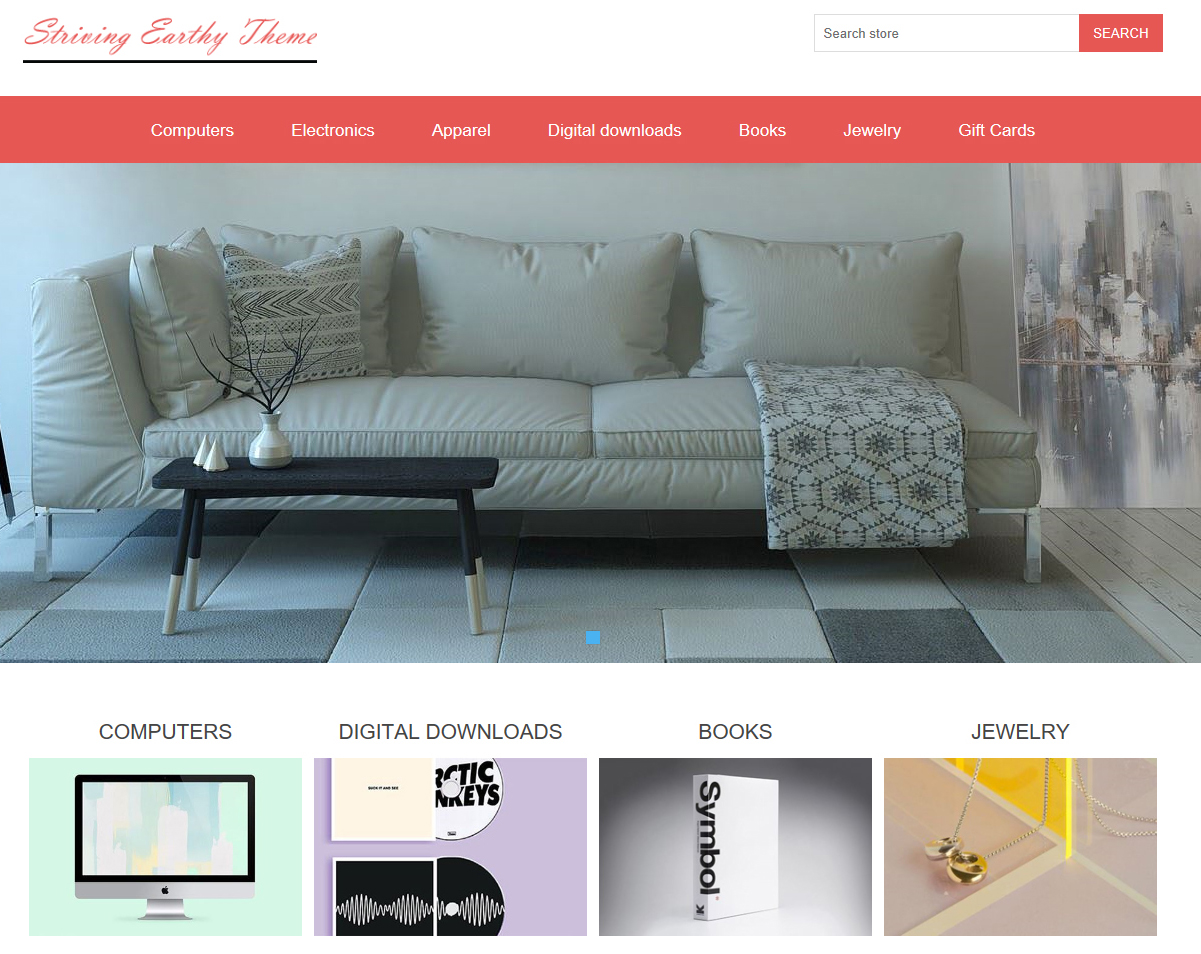 Striving Earthy Theme
Search store
SEARCH
Computers
Electronics
Apparel
Digital downloads
Books
Jewelry
Gift Cards
COMPUTERS
DIGITAL DOWNLOADS
BOOKS
JEWELRY
SUCK IT AND SEE
RCTIC
NKEYS
Symbol